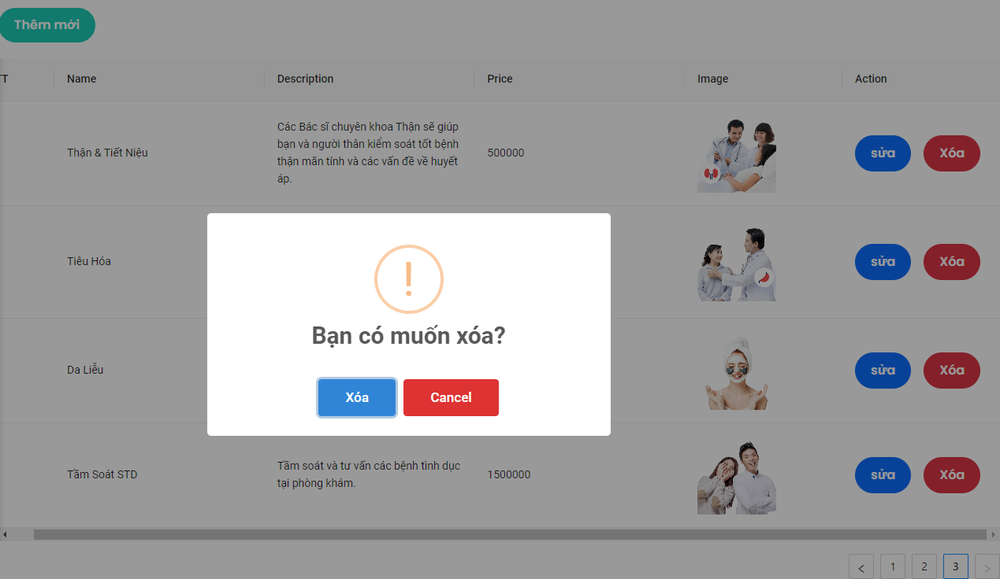 Thêm mới
Name
Description
Price
Image
Action
Thận & Tiết Niệu
Các Bác sĩ chuyên khoa Thận sẽ giúp
bạn và người thân kiểm soát tốt bệnh
thận mãn tính và các vấn đề về huyết
áp.
500000
sửa
Xóa
Tiêu Hóa
sửa
Xóa
Bạn có muốn xóa?
Xóa
Cancel
Da Liễu
sửa
Xóa
Tầm Soát STD
Tầm soát và tư vấn các bệnh tình dục
tại phòng khám.
1500000
sửa
Xóa
< 1 2 3 >